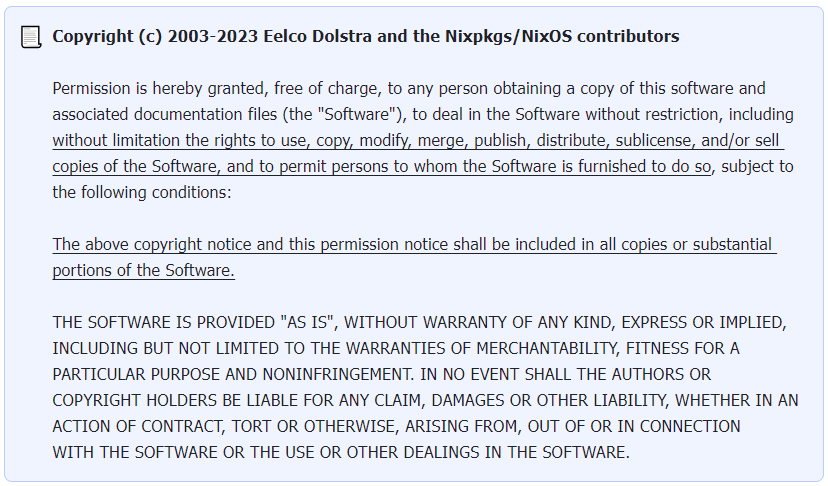 Copyright (c) 2003-2023 Eelco Dolstra and the Nixpkgs/NixOS contributors
Permission is hereby granted, free of charge, to any person obtaining a copy of this software and
associated documentation files (the "Software"), to deal in the Software without restriction, including
without limitation the rights to use, copy, modify, merge, publish, distribute, sublicense, and/or sell
copies of the Software, and to permit persons to whom the Software is furnished to do so, subject to
the following conditions:
The above copyright notice and this permission notice shall be included in all copies or substantial
portions of the Software.
THE SOFTWARE IS PROVIDED "AS IS", WITHOUT WARRANTY OF ANY KIND, EXPRESS OR IMPLIED,
INCLUDING BUT NOT LIMITED TO THE WARRANTIES OF MERCHANTABILITY, FITNESS FOR A
PARTICULAR PURPOSE AND NONINFRINGEMENT. IN NO EVENT SHALL THE AUTHORS OR
COPYRIGHT HOLDERS BE LIABLE FOR ANY CLAIM, DAMAGES OR OTHER LIABILITY, WHETHER IN AN
ACTION OF CONTRACT, TORT OR OTHERWISE, ARISING FROM, OUT OF OR IN CONNECTION
WITH THE SOFTWARE OR THE USE OR OTHER DEALINGS IN THE SOFTWARE.